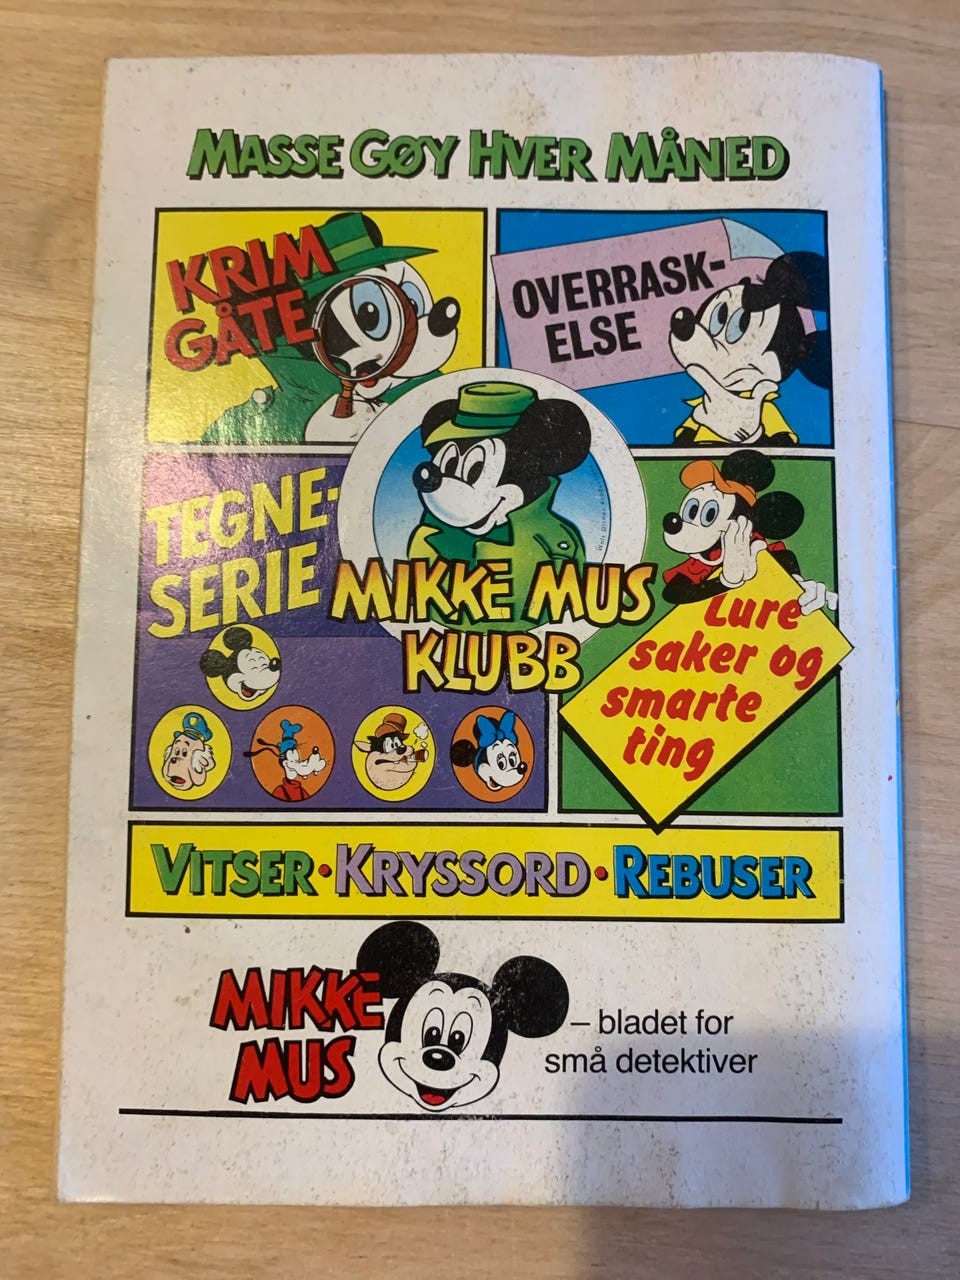 MASSE GØY HVER MÅNED
KRIM
GÅTE
OVERRASK-
ELSE
TEGNE-
SERIE
MIKKE MUS
KLUBB
Lure
saker og
smarte
ting
VITSER • KRYSSORD • REBUSER
MIKKE
MUS
– bladet for
små detektiver